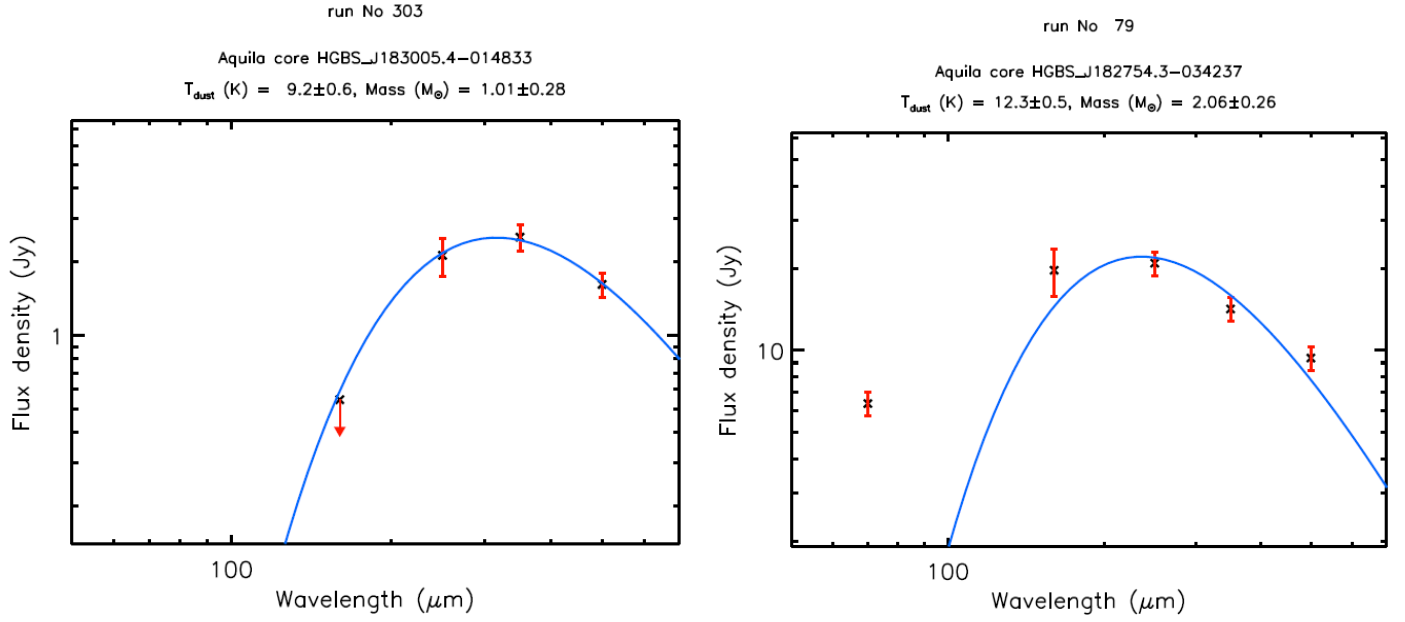 run No 303
Aquila core HGBS_J183005.4−014833
T_dust (K) = 9.2±0.6, Mass (M_⊙) = 1.01±0.28
Flux density (Jy)
1
100
Wavelength (μm)
run No 79
Aquila core HGBS_J182754.3−034237
T_dust (K) = 12.3±0.5, Mass (M_⊙) = 2.06±0.26
Flux density (Jy)
10
100
Wavelength (μm)